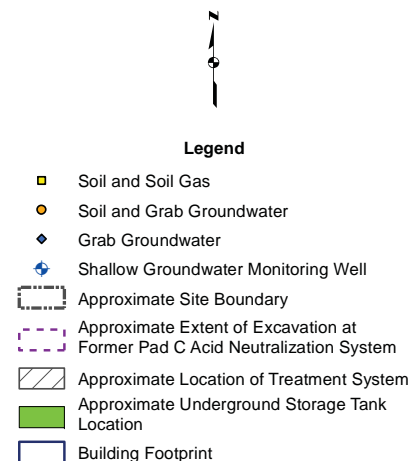 N
Legend
Soil and Soil Gas
Soil and Grab Groundwater
Grab Groundwater
Shallow Groundwater Monitoring Well
Approximate Site Boundary
Approximate Extent of Excavation at
Former Pad C Acid Neutralization System
Approximate Location of Treatment System
Approximate Underground Storage Tank
Location
Building Footprint